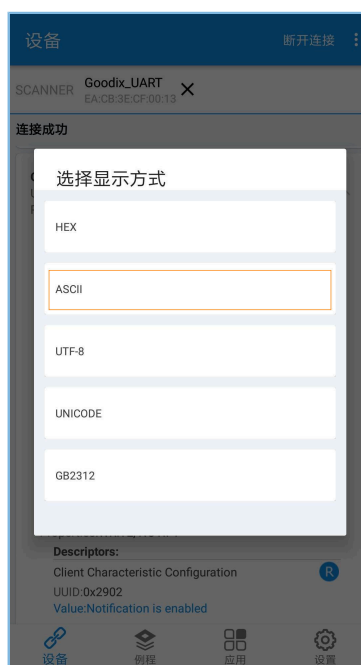 设备
断开连接
SCANNER
Goodix_UART
EA:CB:3E:CF:00:13
连接成功
选择显示方式
HEX
ASCII
UTF-8
UNICODE
GB2312
Descriptors:
Client Characteristic Configuration
R
UUID:0x2902
Value:Notification is enabled
设备
例程
应用
设置